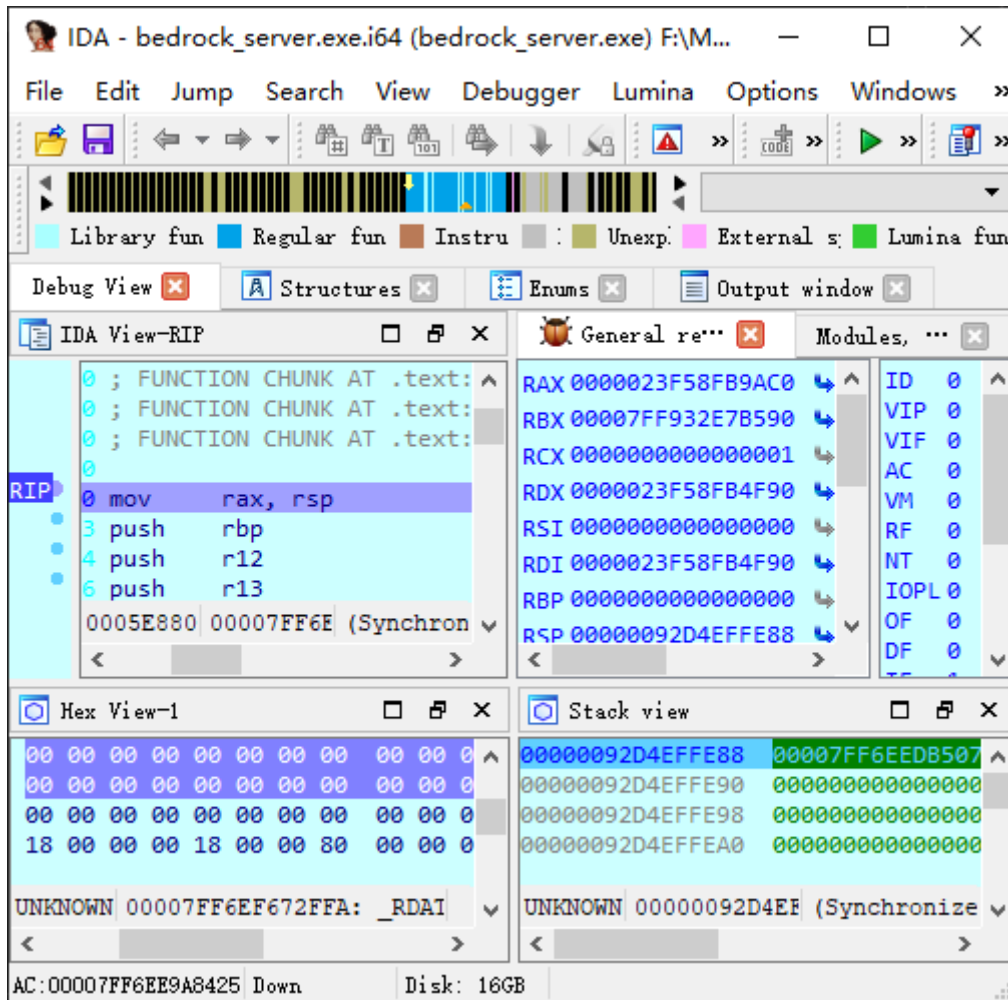 IDA - bedrock_server.exe.i64 (bedrock_server.exe) F:\M...
File Edit Jump Search View Debugger Lumina Options Windows »
Library fun Regular fun Instru Unexp. External s Lumina fun
Debug View Structures Enums Output window
IDA View-RIP
0 ; FUNCTION CHUNK AT .text:
0 ; FUNCTION CHUNK AT .text:
0 ; FUNCTION CHUNK AT .text:
0
RIP 0 mov rax, rsp
3 push rbp
4 push r12
6 push r13
0005E880 00007FF6E (Synchron
General re…
Modules, …
RAX 0000023F58FB9AC0
RBX 00007FF932E7B590
RCX 0000000000000001
RDX 0000023F58FB4F90
RSI 0000000000000000
RDI 0000023F58FB4F90
RBP 0000000000000000
RSP 00000092D4EFFE88
ID 0
VIP 0
VIF 0
AC 0
VM 0
RF 0
NT 0
IOPL 0
OF 0
DF 0
Hex View-1
00 00 00 00 00 00 00 00 00 00 0
00 00 00 00 00 00 00 00 00 00 0
00 00 00 00 00 00 00 00 00 00 0
18 00 00 00 18 00 00 80 00 00 0
UNKNOWN 00007FF6EF672FFA: _RDAT
Stack view
00000092D4EFFE88 00007FF6EEDB507
00000092D4EFFE90 000000000000000
00000092D4EFFE98 000000000000000
00000092D4EFFEA0 000000000000000
UNKNOWN 00000092D4EF (Synchronize
AC:00007FF6EE9A8425 Down Disk: 16GB